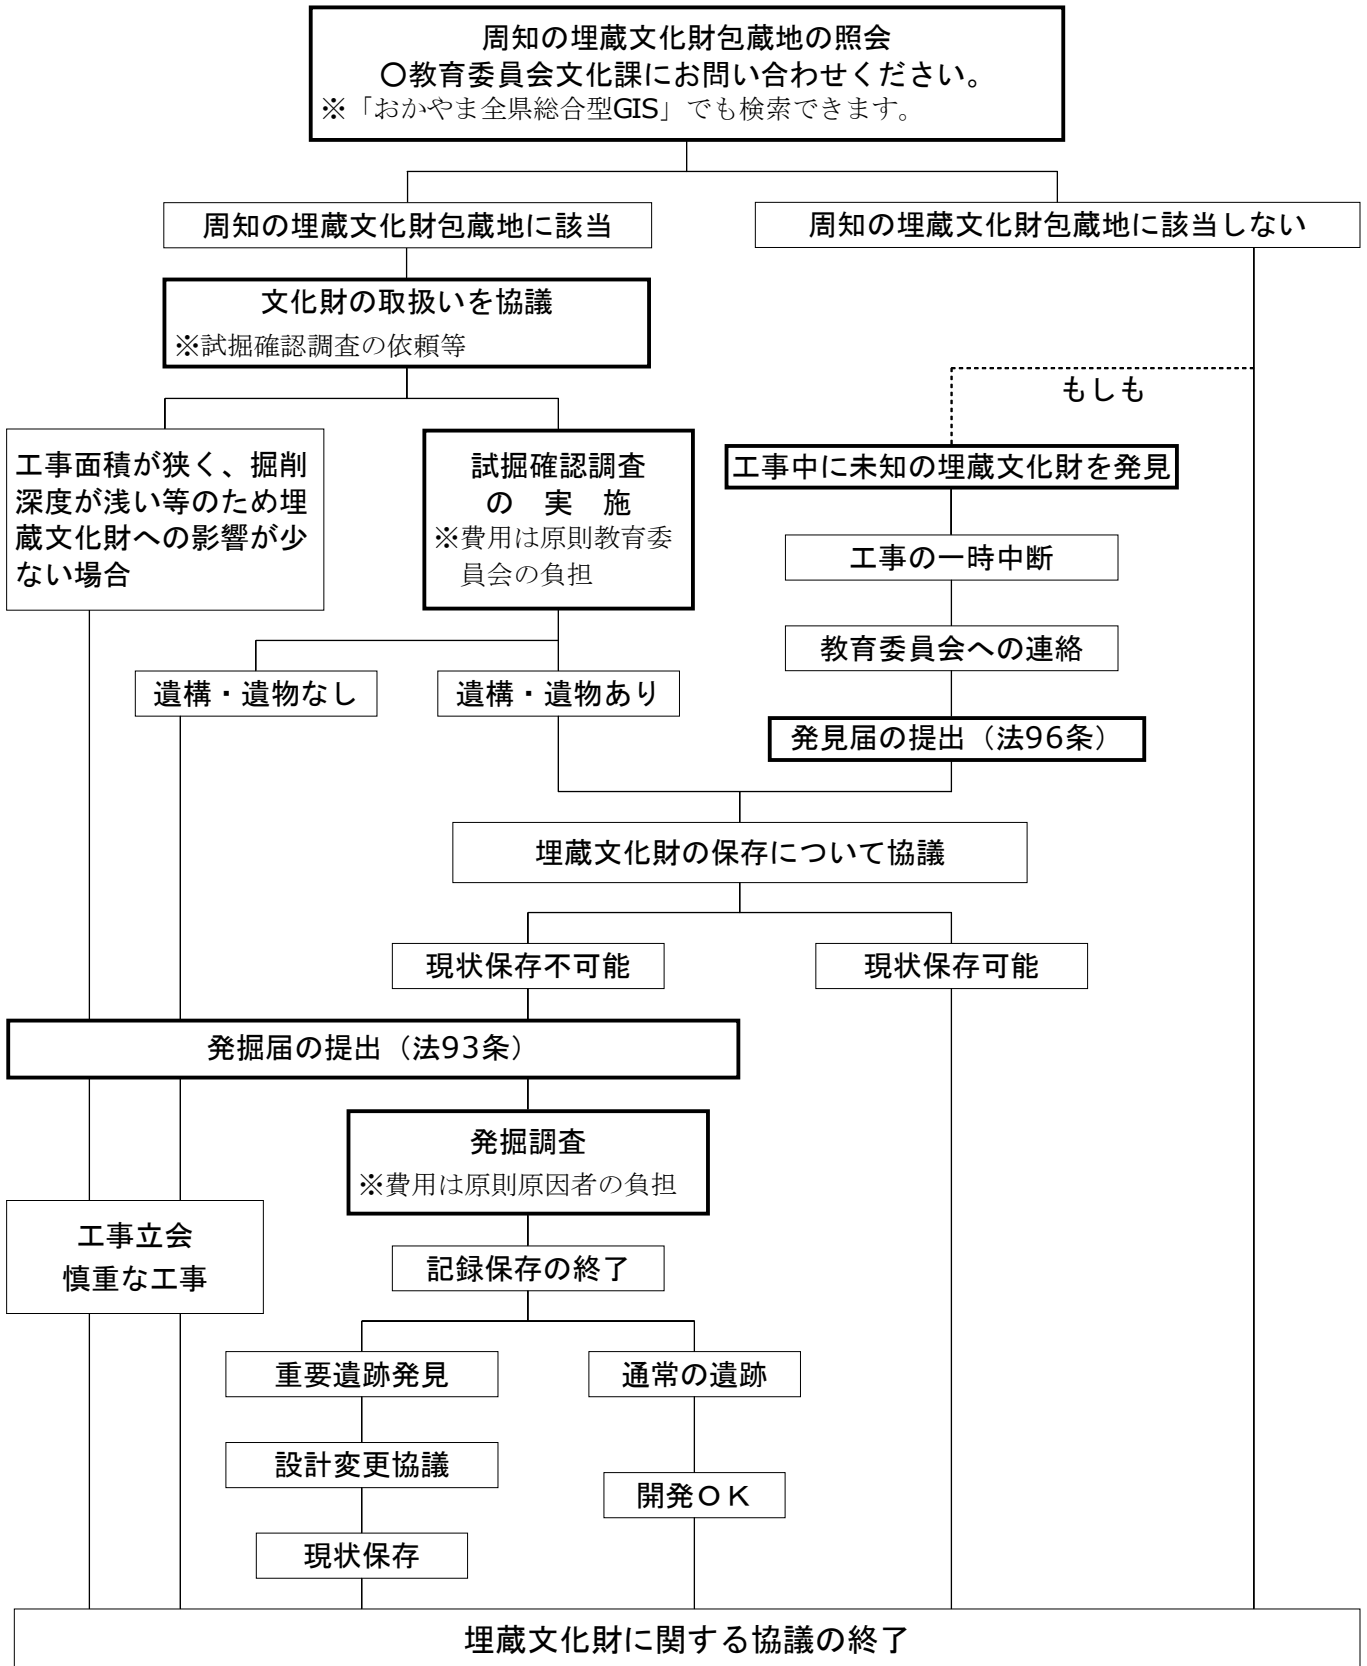 周知の埋蔵文化財包蔵地の照会
〇教育委員会文化課にお問い合わせください。
※「おかやま全県総合型GIS」でも検索できます。
周知の埋蔵文化財包蔵地に該当
周知の埋蔵文化財包蔵地に該当しない
文化財の取扱いを協議
※試掘確認調査の依頼等
もしも
工事面積が狭く、掘削
深度が浅い等のため埋
蔵文化財への影響が少
ない場合
試掘確認調査
の　実　施
※費用は原則教育委
員会の負担
工事中に未知の埋蔵文化財を発見
工事の一時中断
教育委員会への連絡
遺構・遺物なし
遺構・遺物あり
発見届の提出（法96条）
埋蔵文化財の保存について協議
現状保存不可能
現状保存可能
発掘届の提出（法93条）
発掘調査
※費用は原則原因者の負担
工事立会
慎重な工事
記録保存の終了
重要遺跡発見
通常の遺跡
設計変更協議
開発ＯＫ
現状保存
埋蔵文化財に関する協議の終了